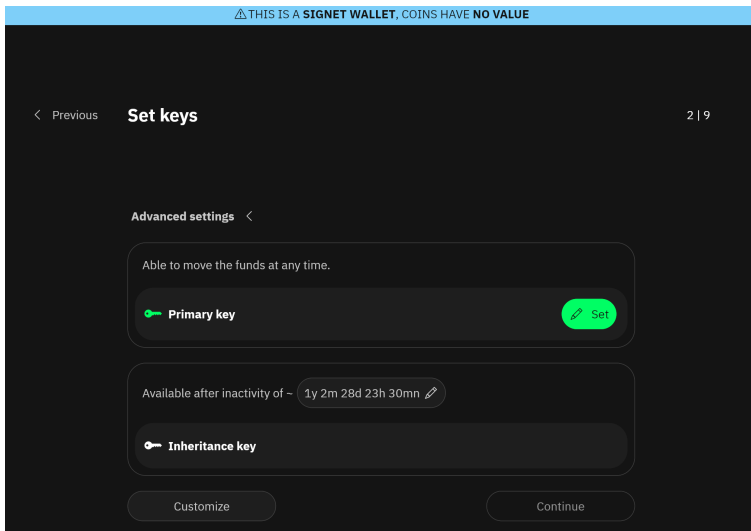 ⚠THIS IS A SIGNET WALLET, COINS HAVE NO VALUE
Previous
Set keys
2 | 9
Advanced settings
Able to move the funds at any time.
Primary key
Set
Available after inactivity of ~ 1y 2m 28d 23h 30mn
Inheritance key
Customize
Continue